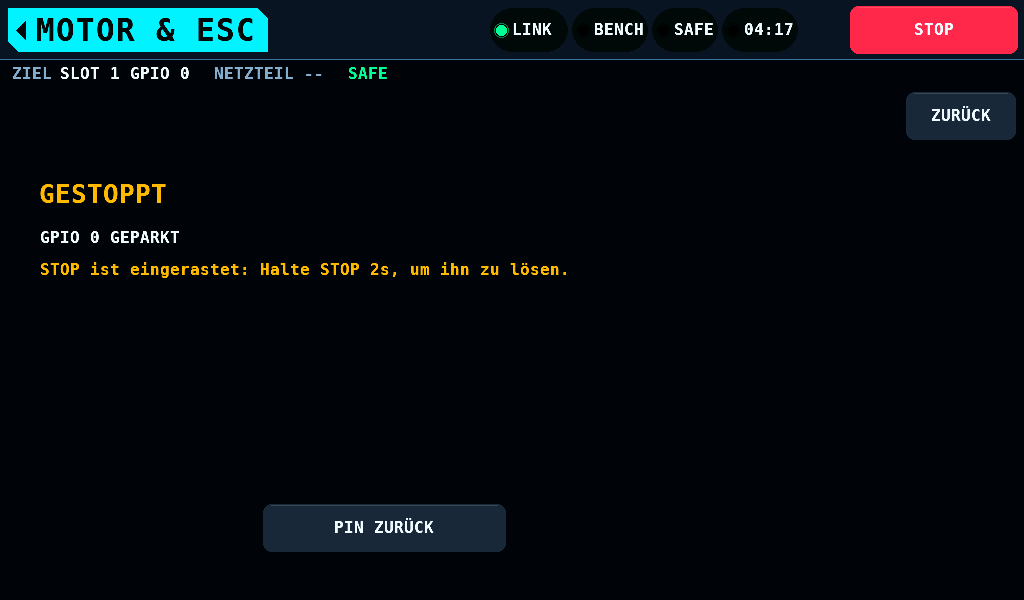 MOTOR & ESC
LINK BENCH SAFE 04:17 STOP
ZIEL SLOT 1 GPIO 0 NETZTEIL -- SAFE
ZURÜCK
GESTOPPT
GPIO 0 GEPARKT
STOP ist eingerastet: Halte STOP 2s, um ihn zu lösen.
PIN ZURÜCK